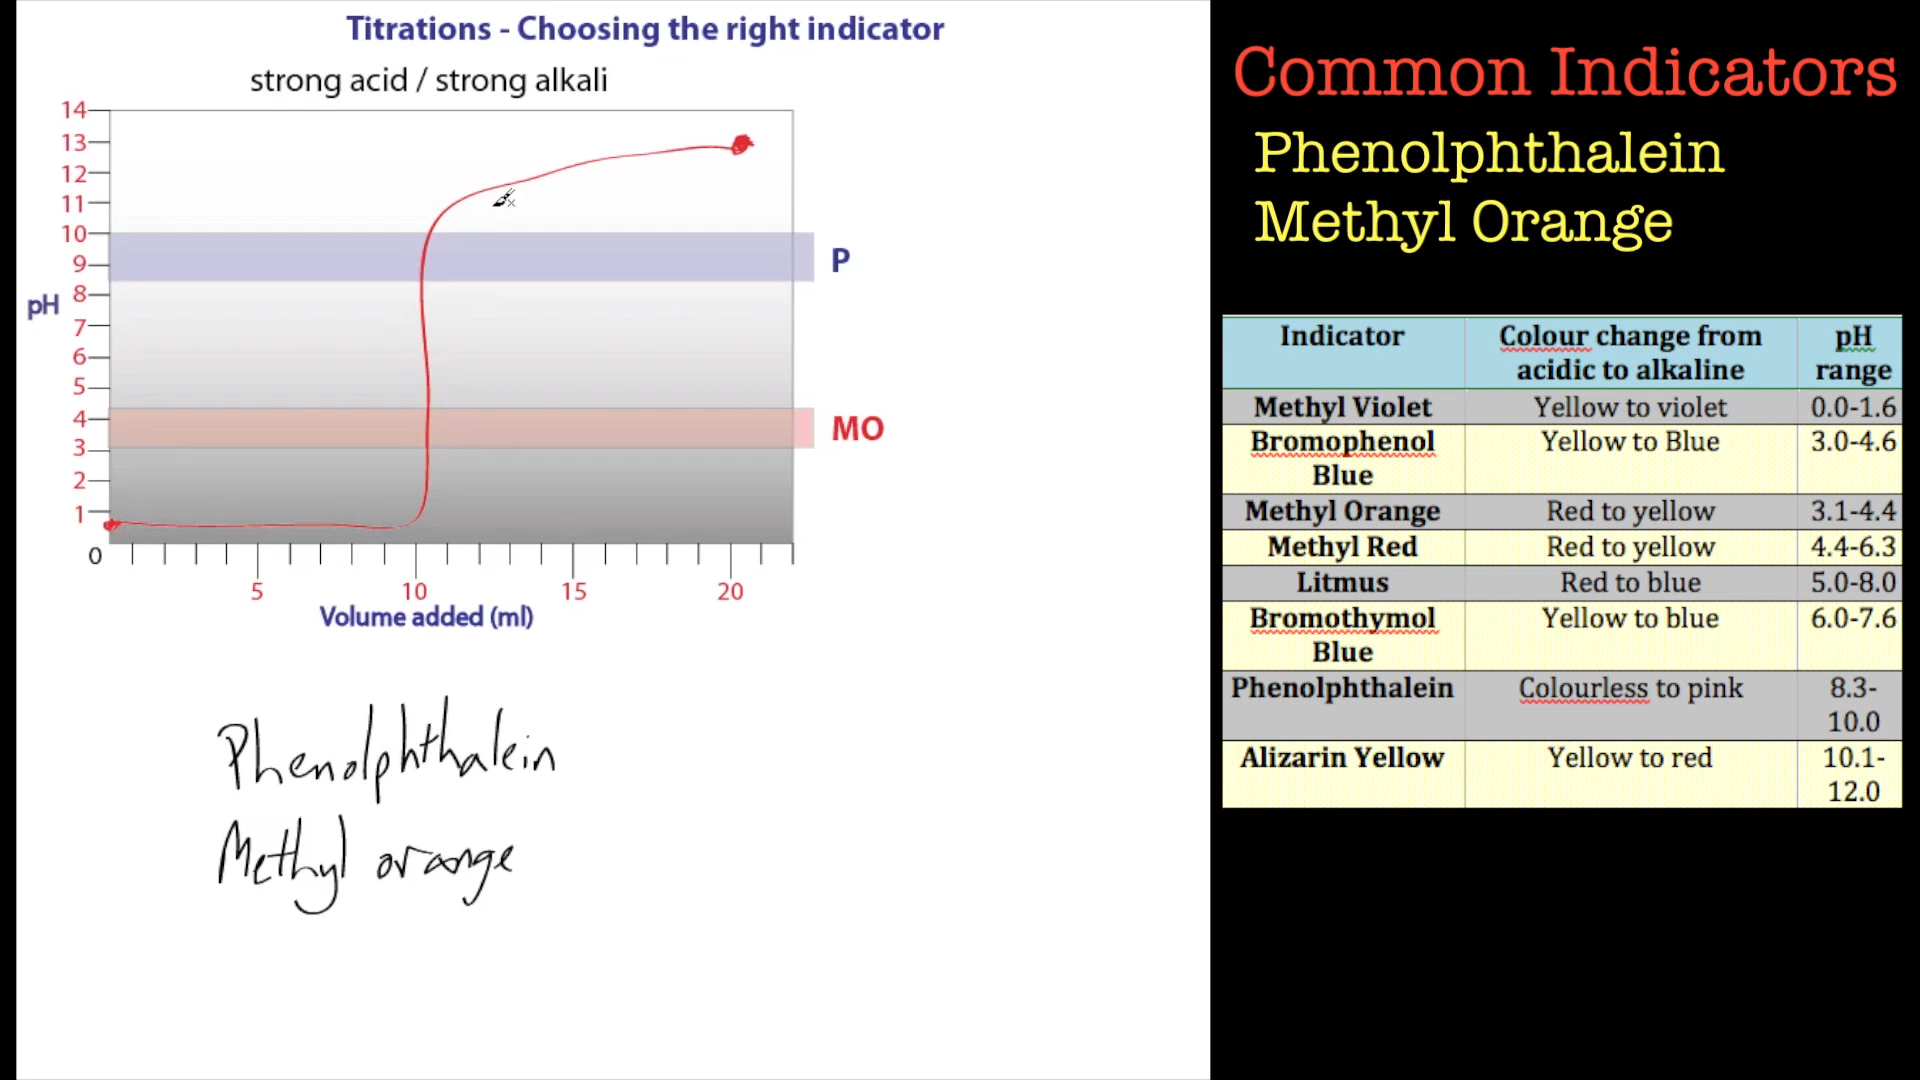 Titrations - Choosing the right indicator
strong acid / strong alkali
14
13
12
11
10
9
8
7
6
5
4
3
2
1
0
pH
P
MO
5 10 15 20
Volume added (ml)
Phenolphthalein
Methyl orange
Common Indicators
Phenolphthalein
Methyl Orange
Indicator Colour change from pH
acidic to alkaline range
Methyl Violet Yellow to violet 0.0-1.6
Bromophenol Yellow to Blue 3.0-4.6
Blue
Methyl Orange Red to yellow 3.1-4.4
Methyl Red Red to yellow 4.4-6.3
Litmus Red to blue 5.0-8.0
Bromothymol Yellow to blue 6.0-7.6
Blue
Phenolphthalein Colourless to pink 8.3-
10.0
Alizarin Yellow Yellow to red 10.1-
12.0